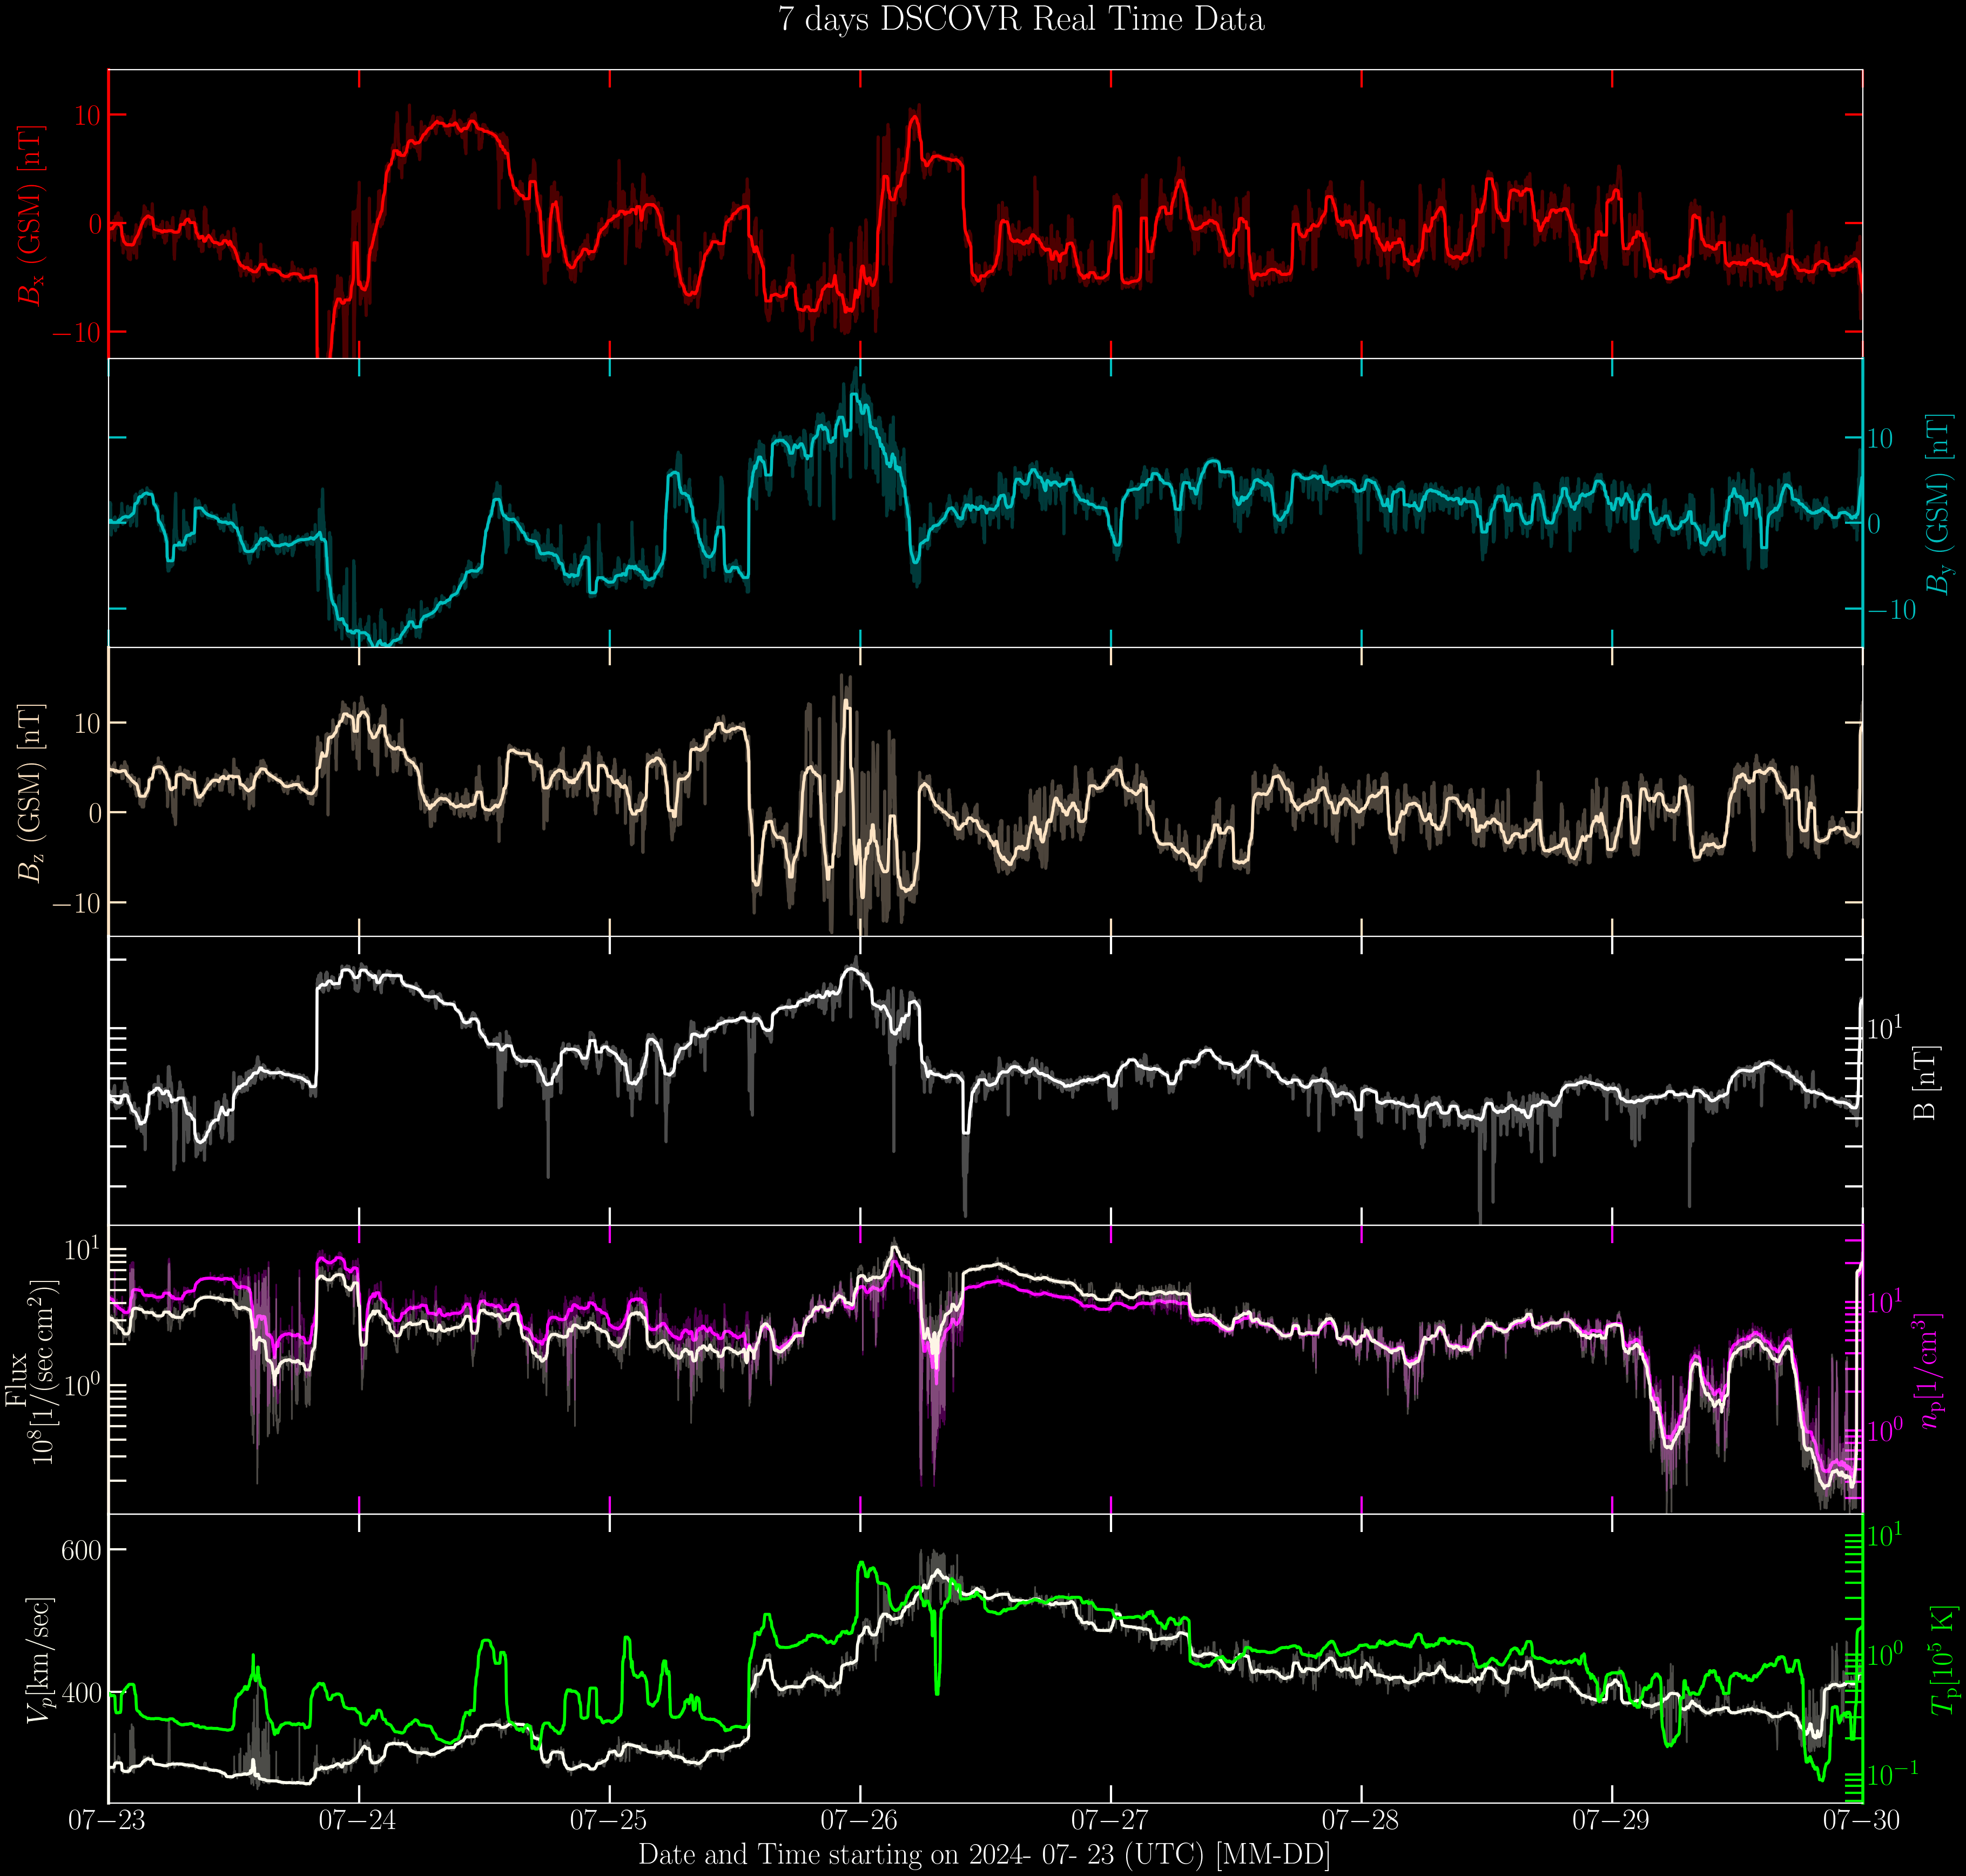 7 days DSCOVR Real Time Data
10
0
−10
Bx (GSM) [nT]
10
0
−10
By (GSM) [nT]
10
0
−10
Bz (GSM) [nT]
10¹
B [nT]
10¹
10⁰
Flux
10⁸[1/(sec cm²)]
10¹
10⁰
np[1/cm³]
600
400
Vp[km/sec]
10¹
10⁰
10⁻¹
Tp[10⁵ K]
07−23 07−24 07−25 07−26 07−27 07−28 07−29 07−30
Date and Time starting on 2024- 07- 23 (UTC) [MM-DD]